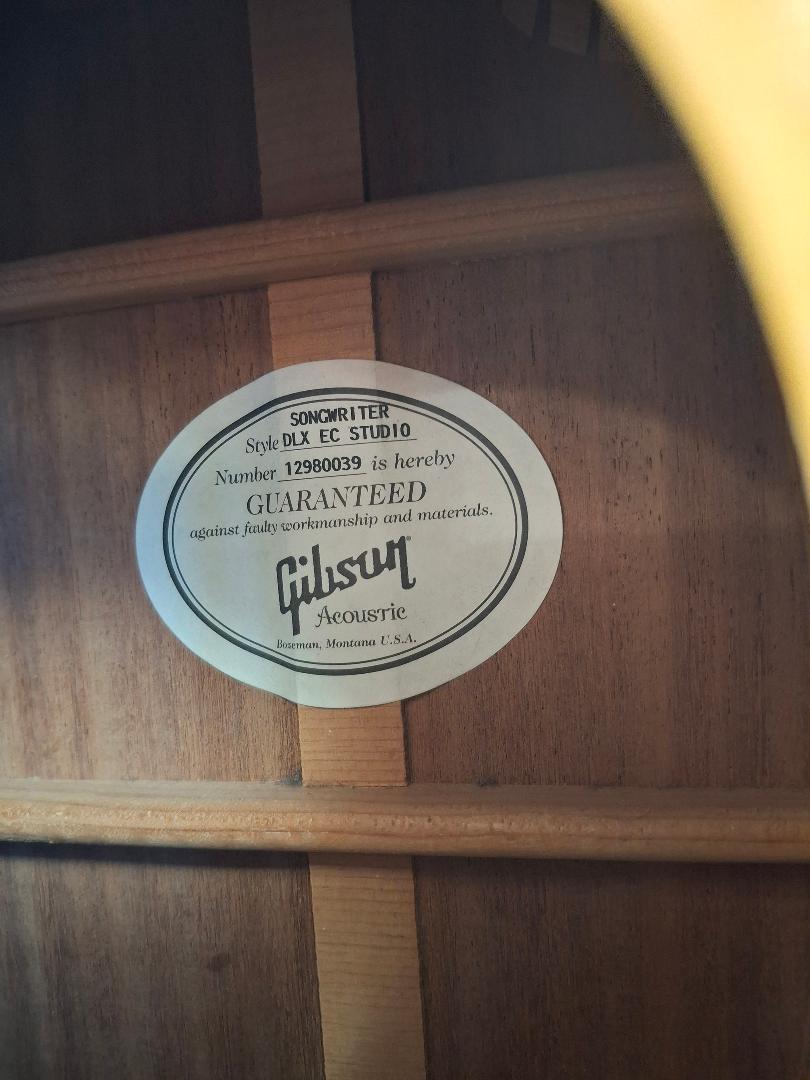 SONGWRITER
Style DLX EC STUDIO
Number 12980039 is hereby
GUARANTEED
against faulty workmanship and materials.
Gibson
Acoustic
Bozeman, Montana U.S.A.